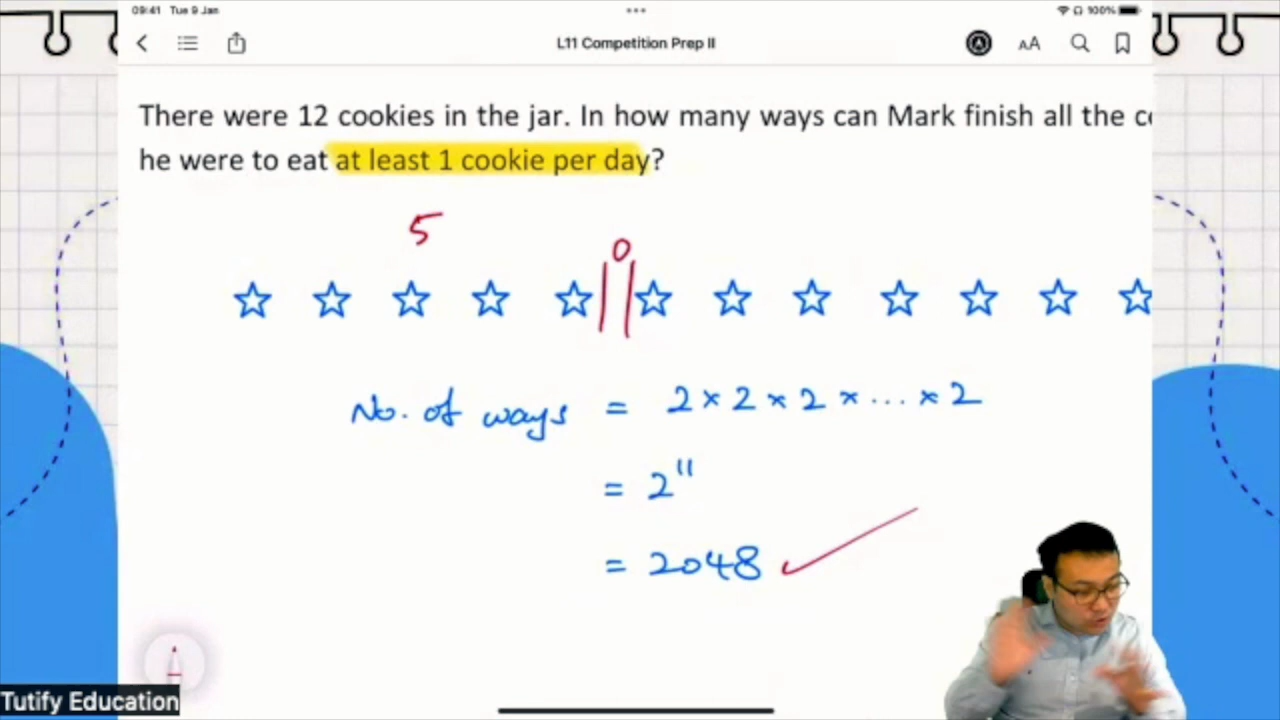 09:41 Tue 9 Jan
100%
L11 Competition Prep II
AA
There were 12 cookies in the jar. In how many ways can Mark finish all the
he were to eat at least 1 cookie per day?
5
0
No. of ways = 2 × 2 × 2 × ... × 2
= 2¹¹
= 2048
Tutify Education